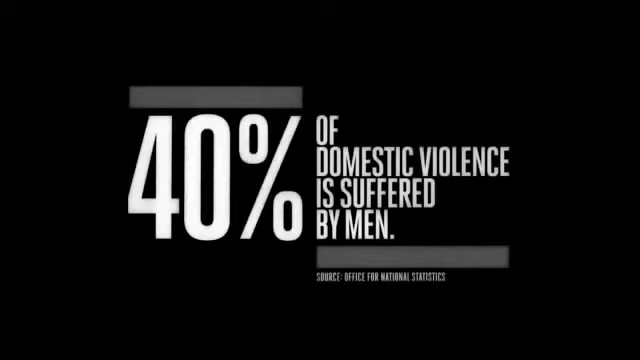 40%
OF
DOMESTIC VIOLENCE
IS SUFFERED
BY MEN.
SOURCE: OFFICE FOR NATIONAL STATISTICS